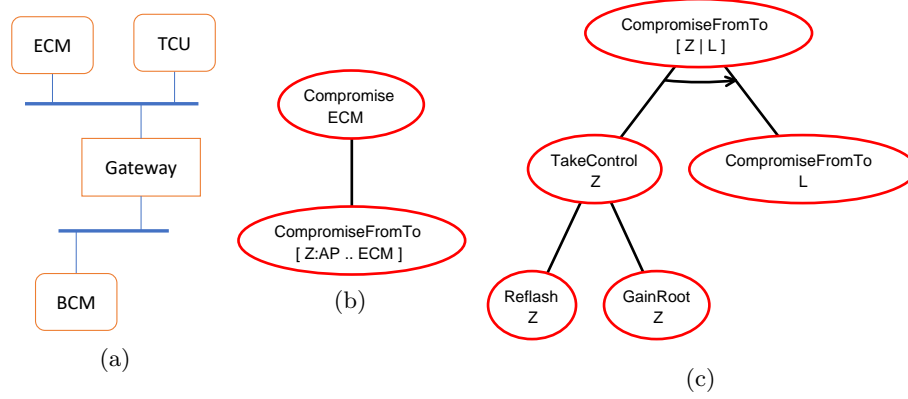 ECM
TCU
Gateway
BCM
(a)
Compromise
ECM
CompromiseFromTo
[ Z:AP .. ECM ]
(b)
CompromiseFromTo
[ Z | L ]
TakeControl
Z
CompromiseFromTo
L
Reflash
Z
GainRoot
Z
(c)